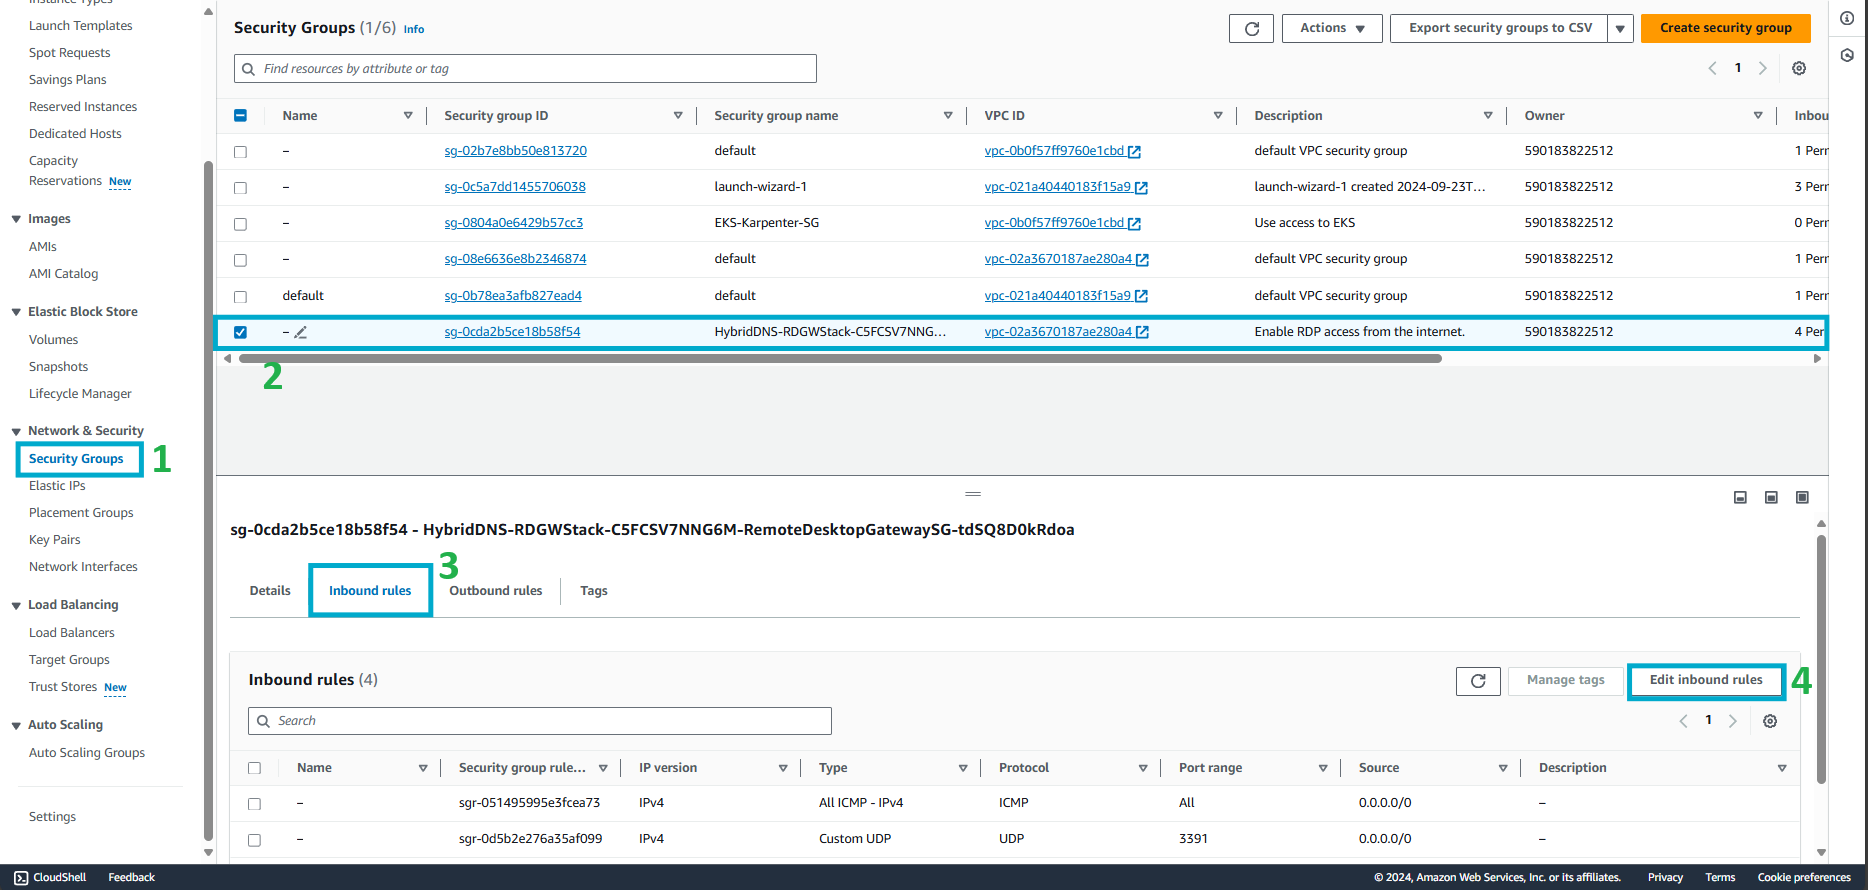 Instance Types
Launch Templates
Spot Requests
Savings Plans
Reserved Instances
Dedicated Hosts
Capacity
Reservations New
Images
AMIs
AMI Catalog
Elastic Block Store
Volumes
Snapshots
Lifecycle Manager
Network & Security
Security Groups 1
Elastic IPs
Placement Groups
Key Pairs
Network Interfaces
Load Balancing
Load Balancers
Target Groups
Trust Stores New
Auto Scaling
Auto Scaling Groups
Settings
Security Groups (1/6) Info
Actions
Export security groups to CSV
Create security group
Find resources by attribute or tag
1
Name Security group ID Security group name VPC ID Description Owner Inbou
– sg-02b7e8bb50e813720 default vpc-0b0f57ff9760e1cbd default VPC security group 590183822512 1 Perr
– sg-0c5a7dd1455706038 launch-wizard-1 vpc-021a40440183f15a9 launch-wizard-1 created 2024-09-23T... 590183822512 3 Perr
– sg-0804a0e6429b57cc3 EKS-Karpenter-SG vpc-0b0f57ff9760e1cbd Use access to EKS 590183822512 0 Perr
– sg-08e6636e8b2346874 default vpc-02a3670187ae280a4 default VPC security group 590183822512 1 Perr
default sg-0b78ea3afb827ead4 default vpc-021a40440183f15a9 default VPC security group 590183822512 1 Perr
– sg-0cda2b5ce18b58f54 HybridDNS-RDGWStack-C5FCSV7NNG... vpc-02a3670187ae280a4 Enable RDP access from the internet. 590183822512 4 Per
2
sg-0cda2b5ce18b58f54 - HybridDNS-RDGWStack-C5FCSV7NNG6M-RemoteDesktopGatewaySG-tdSQ8D0kRdoa
3
Details Inbound rules Outbound rules Tags
Inbound rules (4)
Manage tags
Edit inbound rules 4
Search
1
Name Security group rule... IP version Type Protocol Port range Source Description
– sgr-051495995e3fcea73 IPv4 All ICMP - IPv4 ICMP All 0.0.0.0/0 –
– sgr-0d5b2e276a35af099 IPv4 Custom UDP UDP 3391 0.0.0.0/0 –
CloudShell Feedback © 2024, Amazon Web Services, Inc. or its affiliates. Privacy Terms Cookie preferences